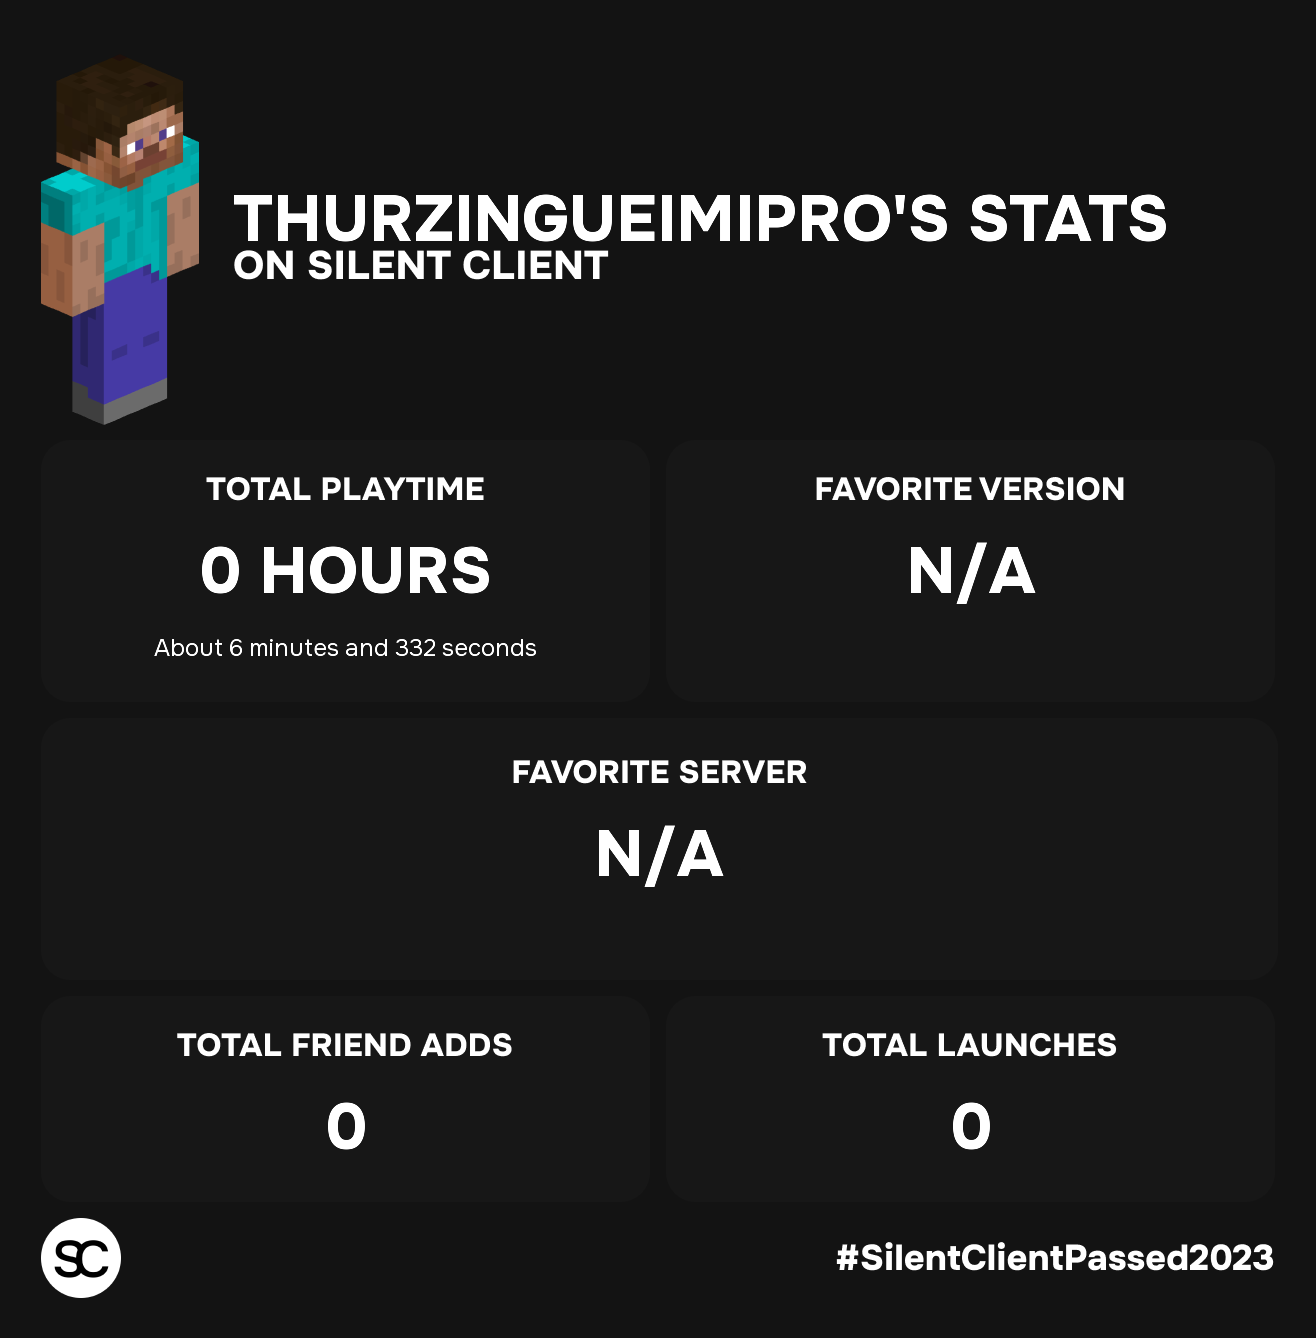 THURZINGUEIMIPRO'S STATS
ON SILENT CLIENT
TOTAL PLAYTIME
0 HOURS
About 6 minutes and 332 seconds
FAVORITE VERSION
N/A
FAVORITE SERVER
N/A
TOTAL FRIEND ADDS
0
TOTAL LAUNCHES
0
SC
#SilentClientPassed2023